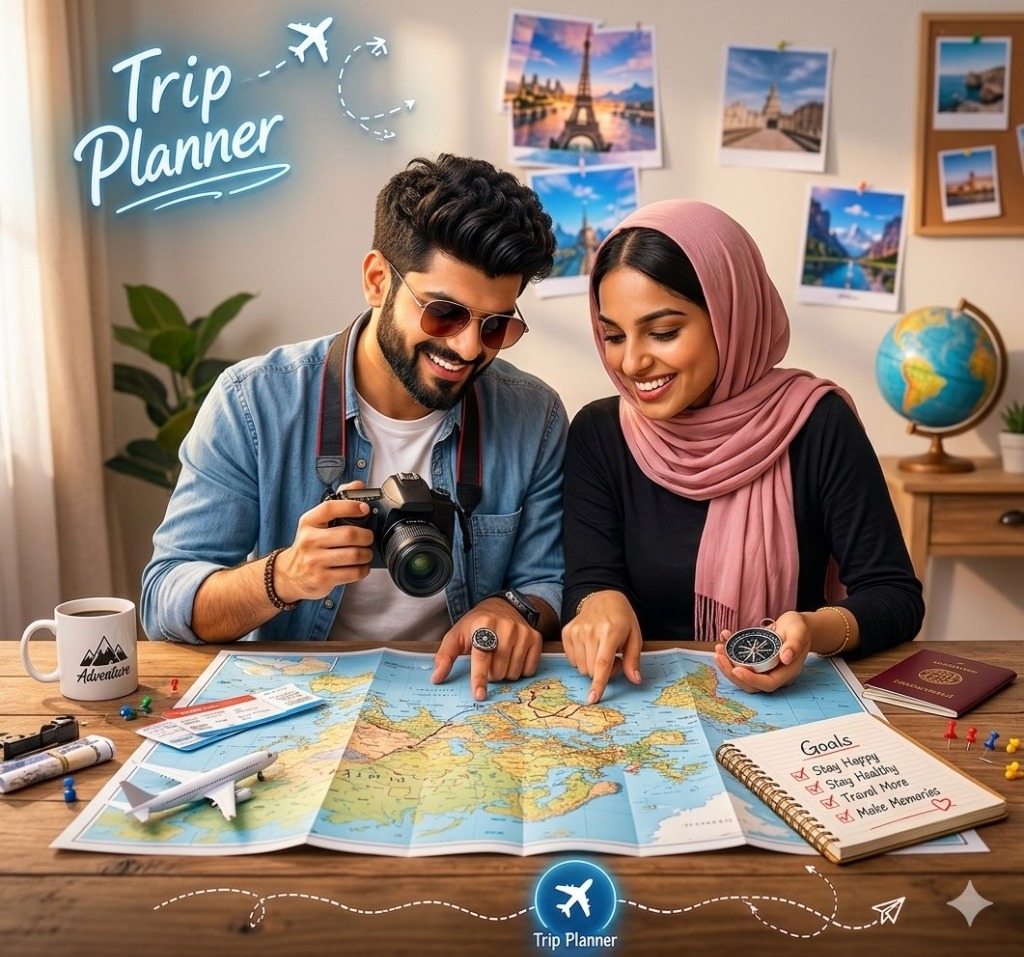 Trip
Planner
Adventure
Goals
Stay Happy
Stay Healthy
Travel More
Make Memories
Trip Planner